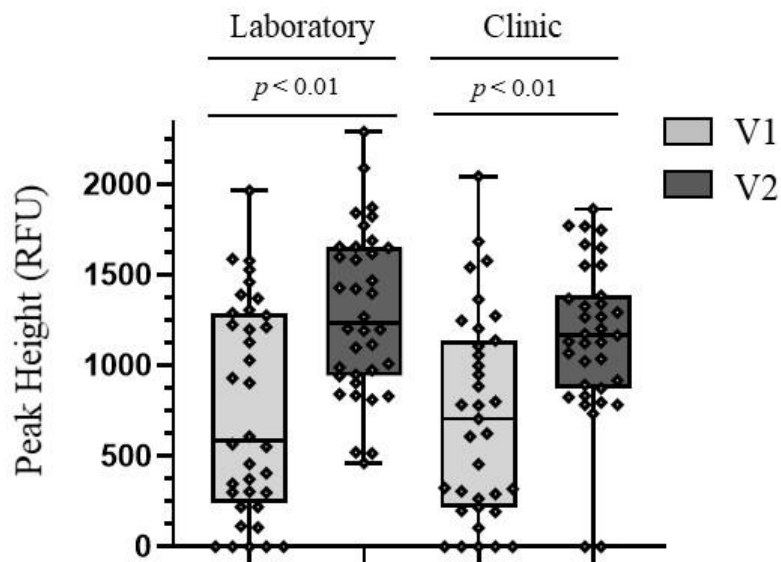 Laboratory Clinic
p < 0.01 p < 0.01
V1
V2
Peak Height (RFU)
2000
1500
1000
500
0